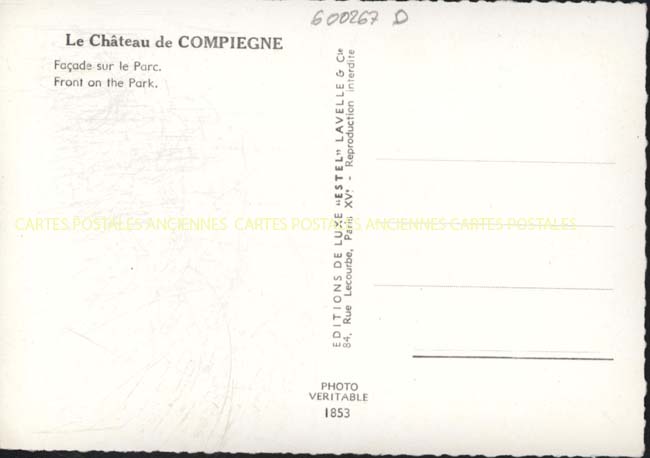 600267 D
Le Château de COMPIEGNE
Façade sur le Parc.
Front on the Park.
EDITIONS DE LUXE "ESTEL" LAVELLE & Cie
84, Rue Lecourbe, Paris XVe - Reproduction interdite
CARTES POSTALES ANCIENNES CARTES POSTALES ANCIENNES CARTES POSTALES
PHOTO
VERITABLE
1853